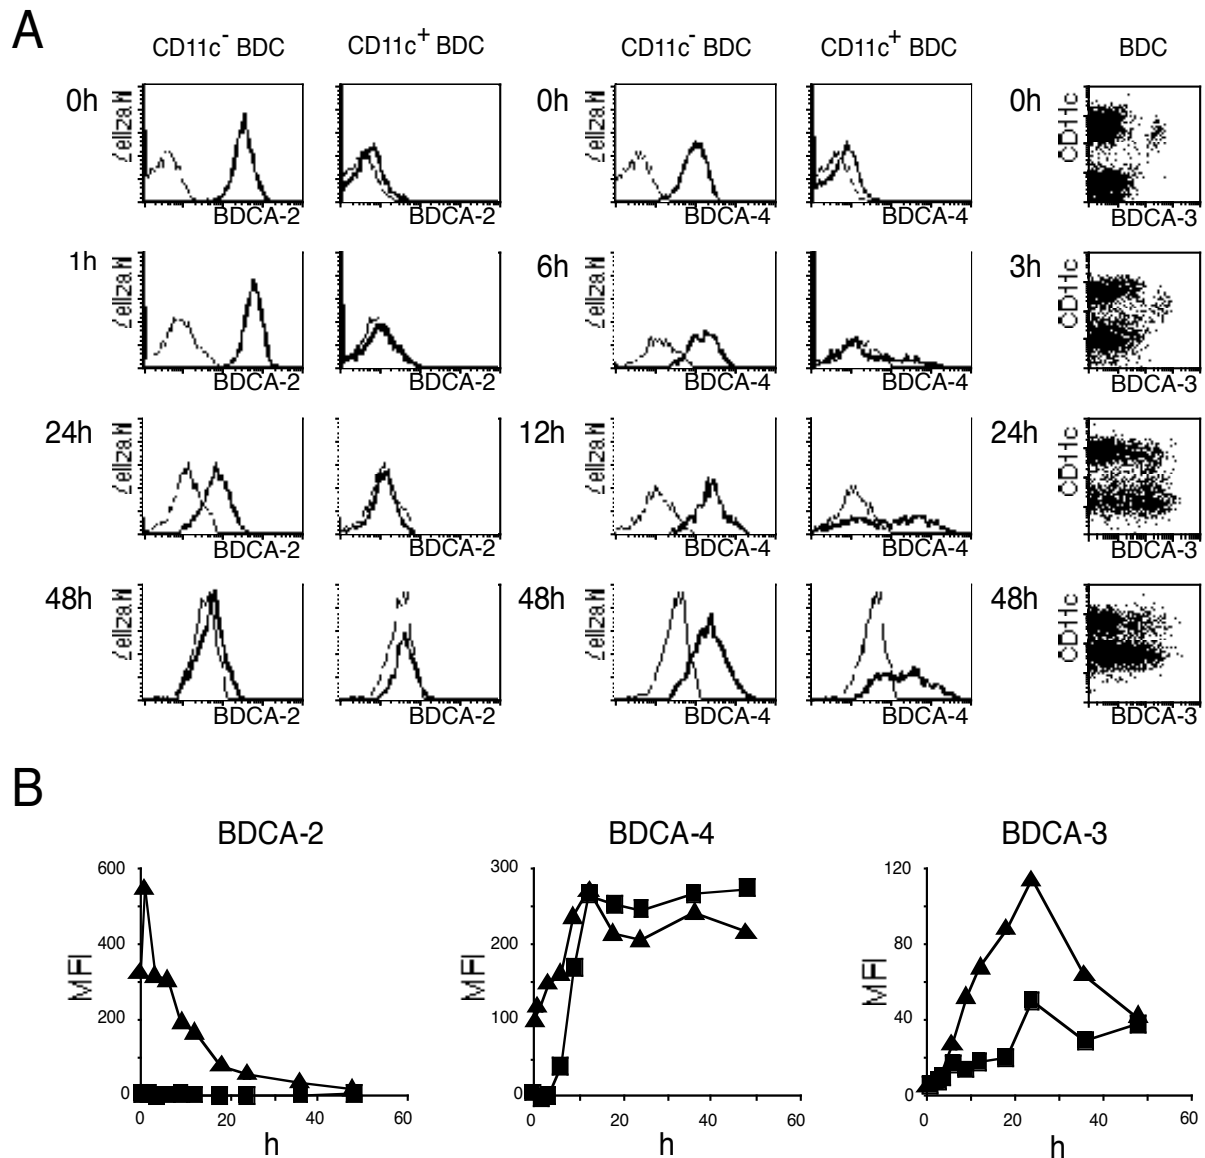 A
CD11c- BDC CD11c+ BDC CD11c- BDC CD11c+ BDC BDC
0h 0h 0h CD11c
BDCA-2 BDCA-2 BDCA-4 BDCA-4 BDCA-3
1h 6h 3h CD11c
BDCA-2 BDCA-2 BDCA-4 BDCA-4 BDCA-3
24h 12h 24h CD11c
BDCA-2 BDCA-2 BDCA-4 BDCA-4 BDCA-3
48h 48h 48h CD11c
BDCA-2 BDCA-2 BDCA-4 BDCA-4 BDCA-3
B
BDCA-2 BDCA-4 BDCA-3
600 300 120
400 200 80
MFI MFI MFI
200 100 40
0 0 0
0 20 40 60 0 20 40 60 0 20 40 60
h h h